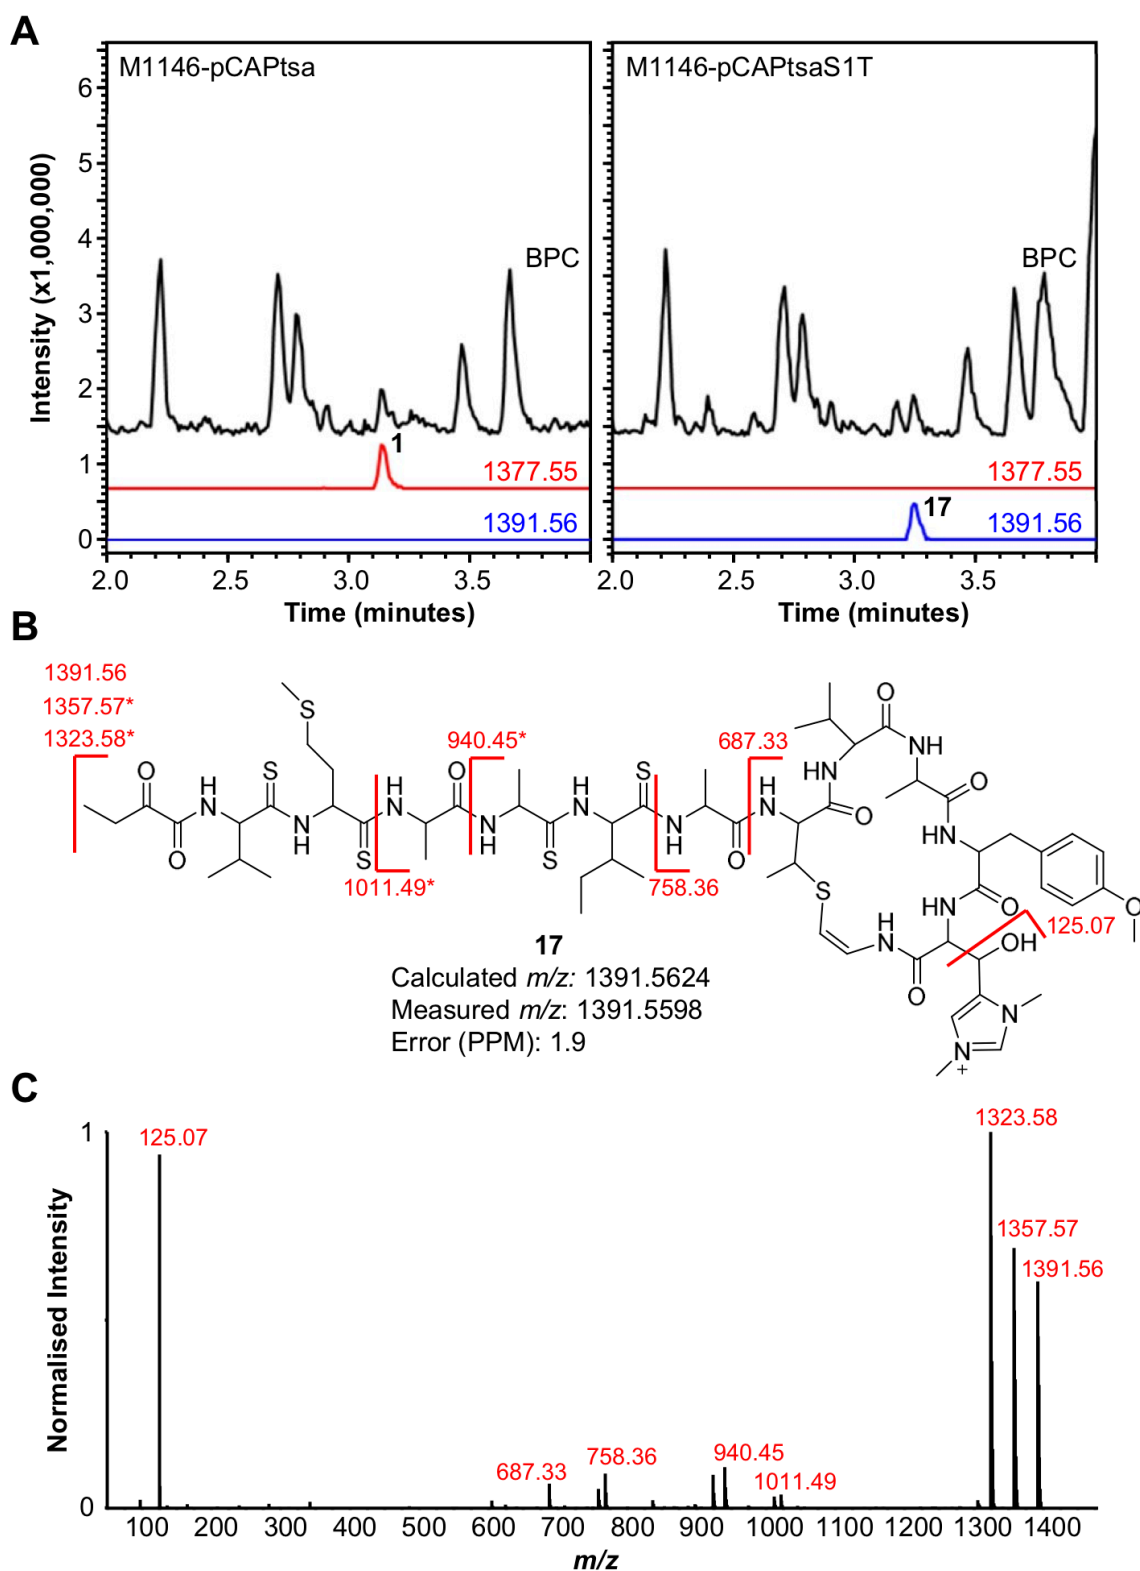 A
M1146-pCAPtsa
M1146-pCAPtsaS1T
Intensity (x1,000,000)
6
5
4
3
2
1
0
BPC
1
1377.55
1391.56
2.0 2.5 3.0 3.5
Time (minutes)
BPC
1377.55
17
1391.56
2.0 2.5 3.0 3.5
Time (minutes)
B
1391.56
1357.57*
1323.58*
940.45*
687.33
1011.49*
758.36
125.07
O
O
H
N
S
S
N
H
S
H
N
O
N
H
S
H
N
S
N
H
O
H
N
O
HN
O
NH
O
HN
O
O
HN
OH
S
H
N
O
N
N
+
17
Calculated m/z: 1391.5624
Measured m/z: 1391.5598
Error (PPM): 1.9
C
Normalised Intensity
1
0
125.07
687.33
758.36
940.45
1011.49
1323.58
1357.57
1391.56
100 200 300 400 500 600 700 800 900 1000 1100 1200 1300 1400
m/z